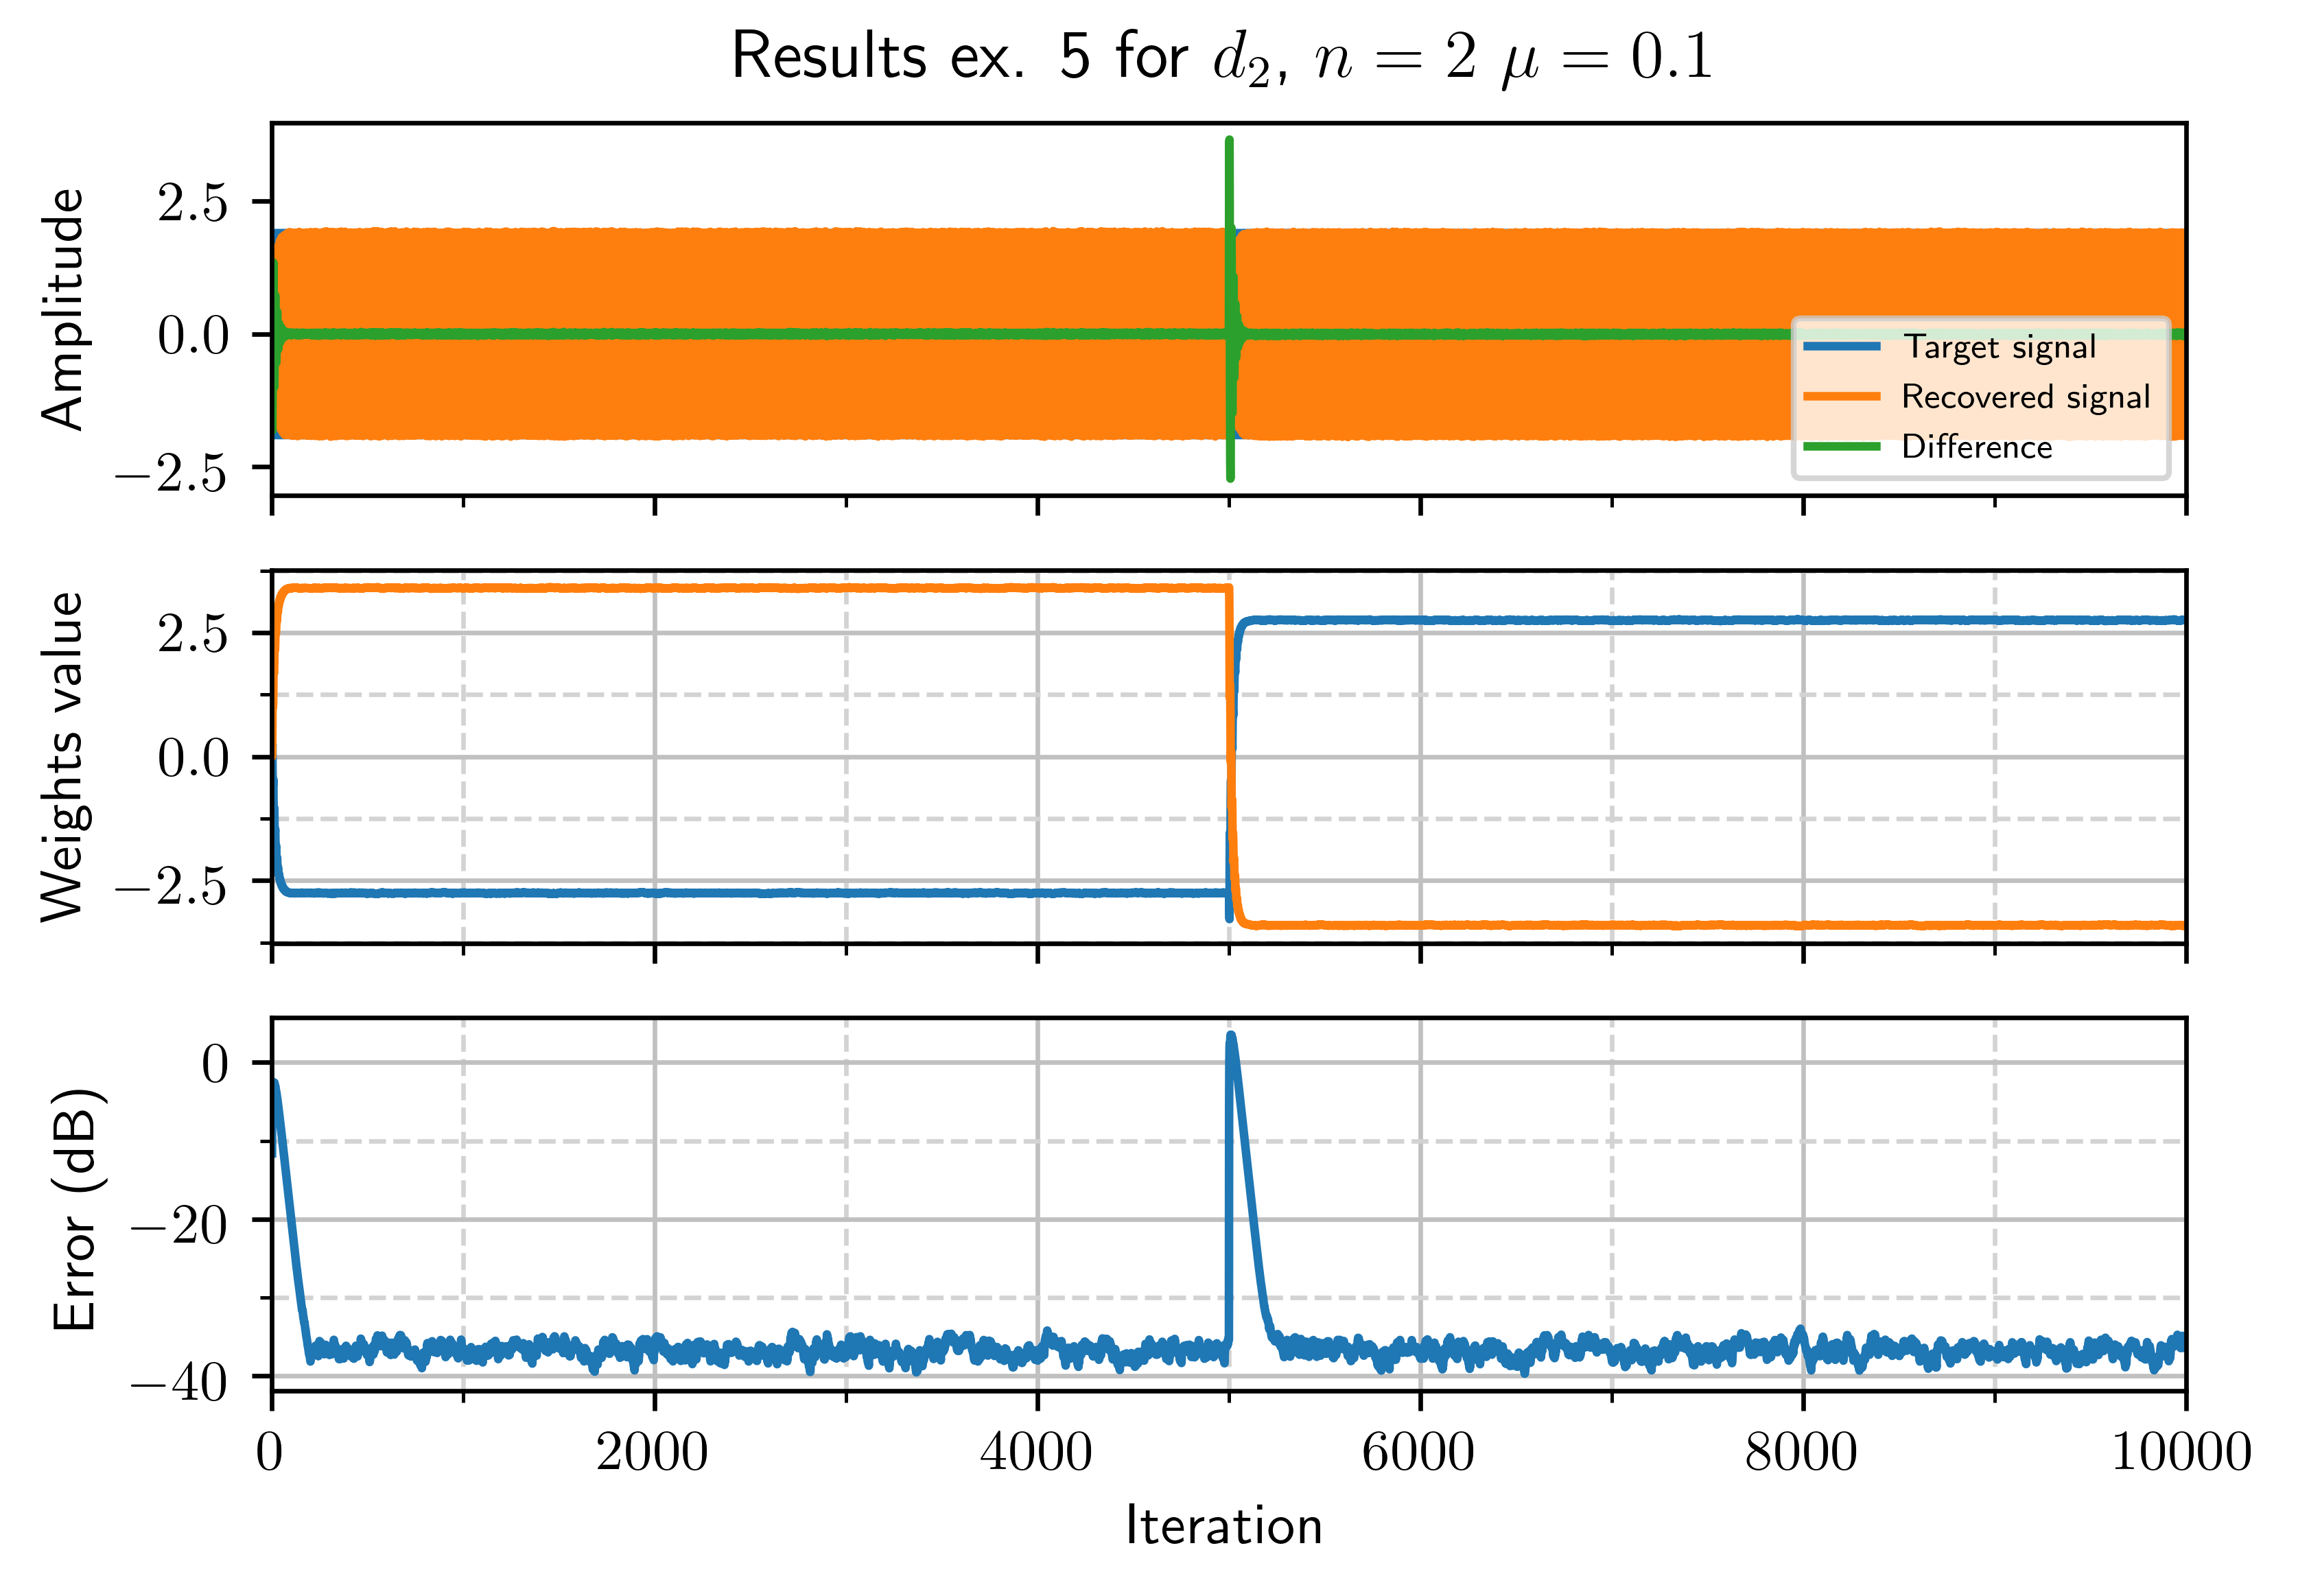 Results ex. 5 for d₂, n = 2 μ = 0.1
Amplitude
2.5
0.0
−2.5
Target signal
Recovered signal
Difference
Weights value
2.5
0.0
−2.5
Error (dB)
0
−20
−40
0 2000 4000 6000 8000 10000
Iteration